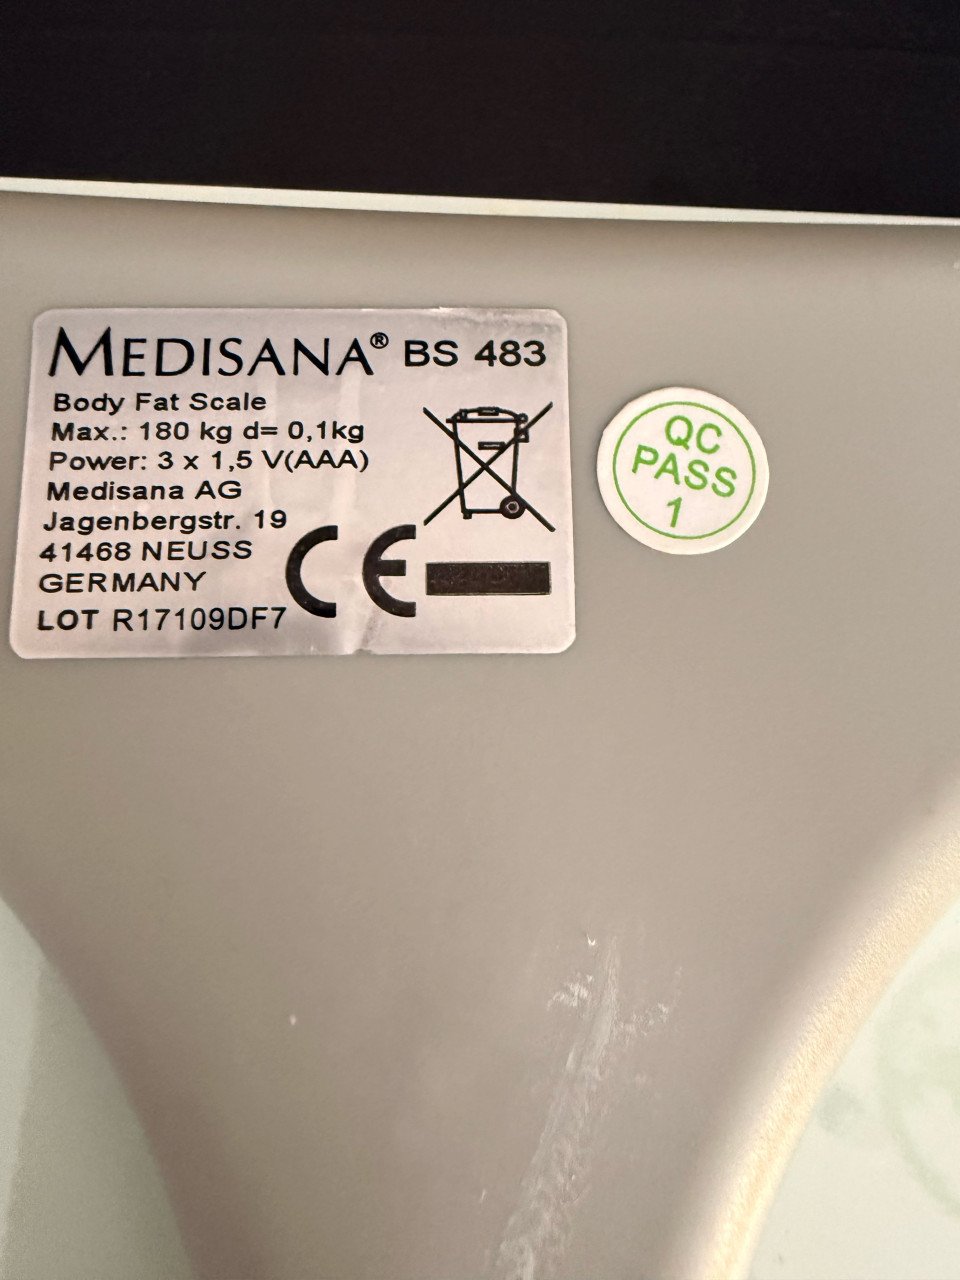 MEDISANA® BS 483
Body Fat Scale
Max.: 180 kg d= 0,1kg
Power: 3 x 1,5 V(AAA)
Medisana AG
Jagenbergstr. 19
41468 NEUSS
GERMANY
CE
LOT R17109DF7
QC
PASS
1